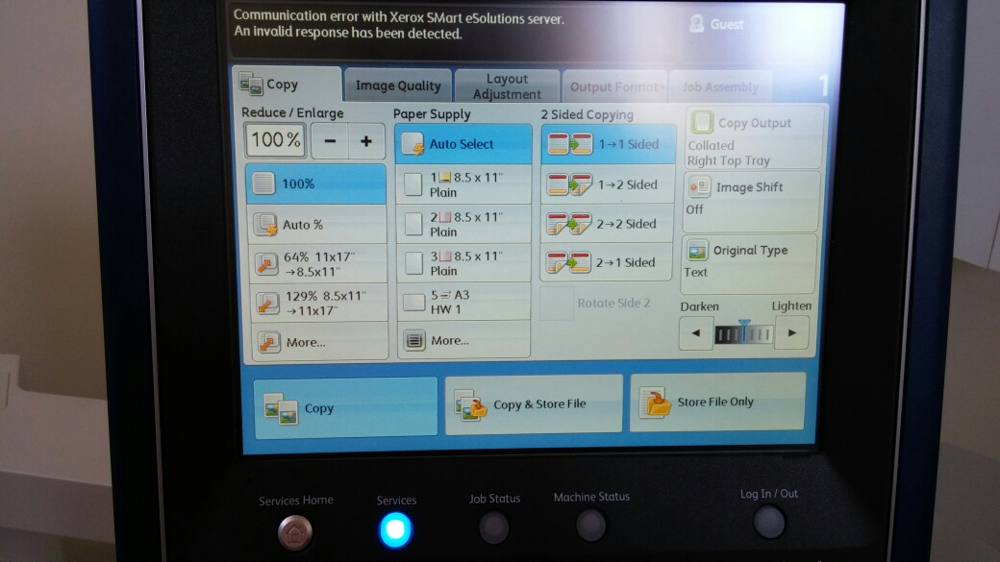 Communication error with Xerox SMart eSolutions server.
An invalid response has been detected.
Guest
Copy
Image Quality
Layout
Adjustment
Output Format
Job Assembly
1
Reduce / Enlarge
100%
−
+
100%
Auto %
64% 11x17"
→8.5x11"
129% 8.5x11"
→11x17"
More...
Paper Supply
Auto Select
1 8.5 x 11"
Plain
2 8.5 x 11"
Plain
3 8.5 x 11"
Plain
5 A3
HW 1
More...
2 Sided Copying
1→1 Sided
1→2 Sided
2→2 Sided
2→1 Sided
Rotate Side 2
Copy Output
Collated
Right Top Tray
Image Shift
Off
Original Type
Text
Darken
Lighten
Copy
Copy & Store File
Store File Only
Services Home
Services
Job Status
Machine Status
Log In / Out